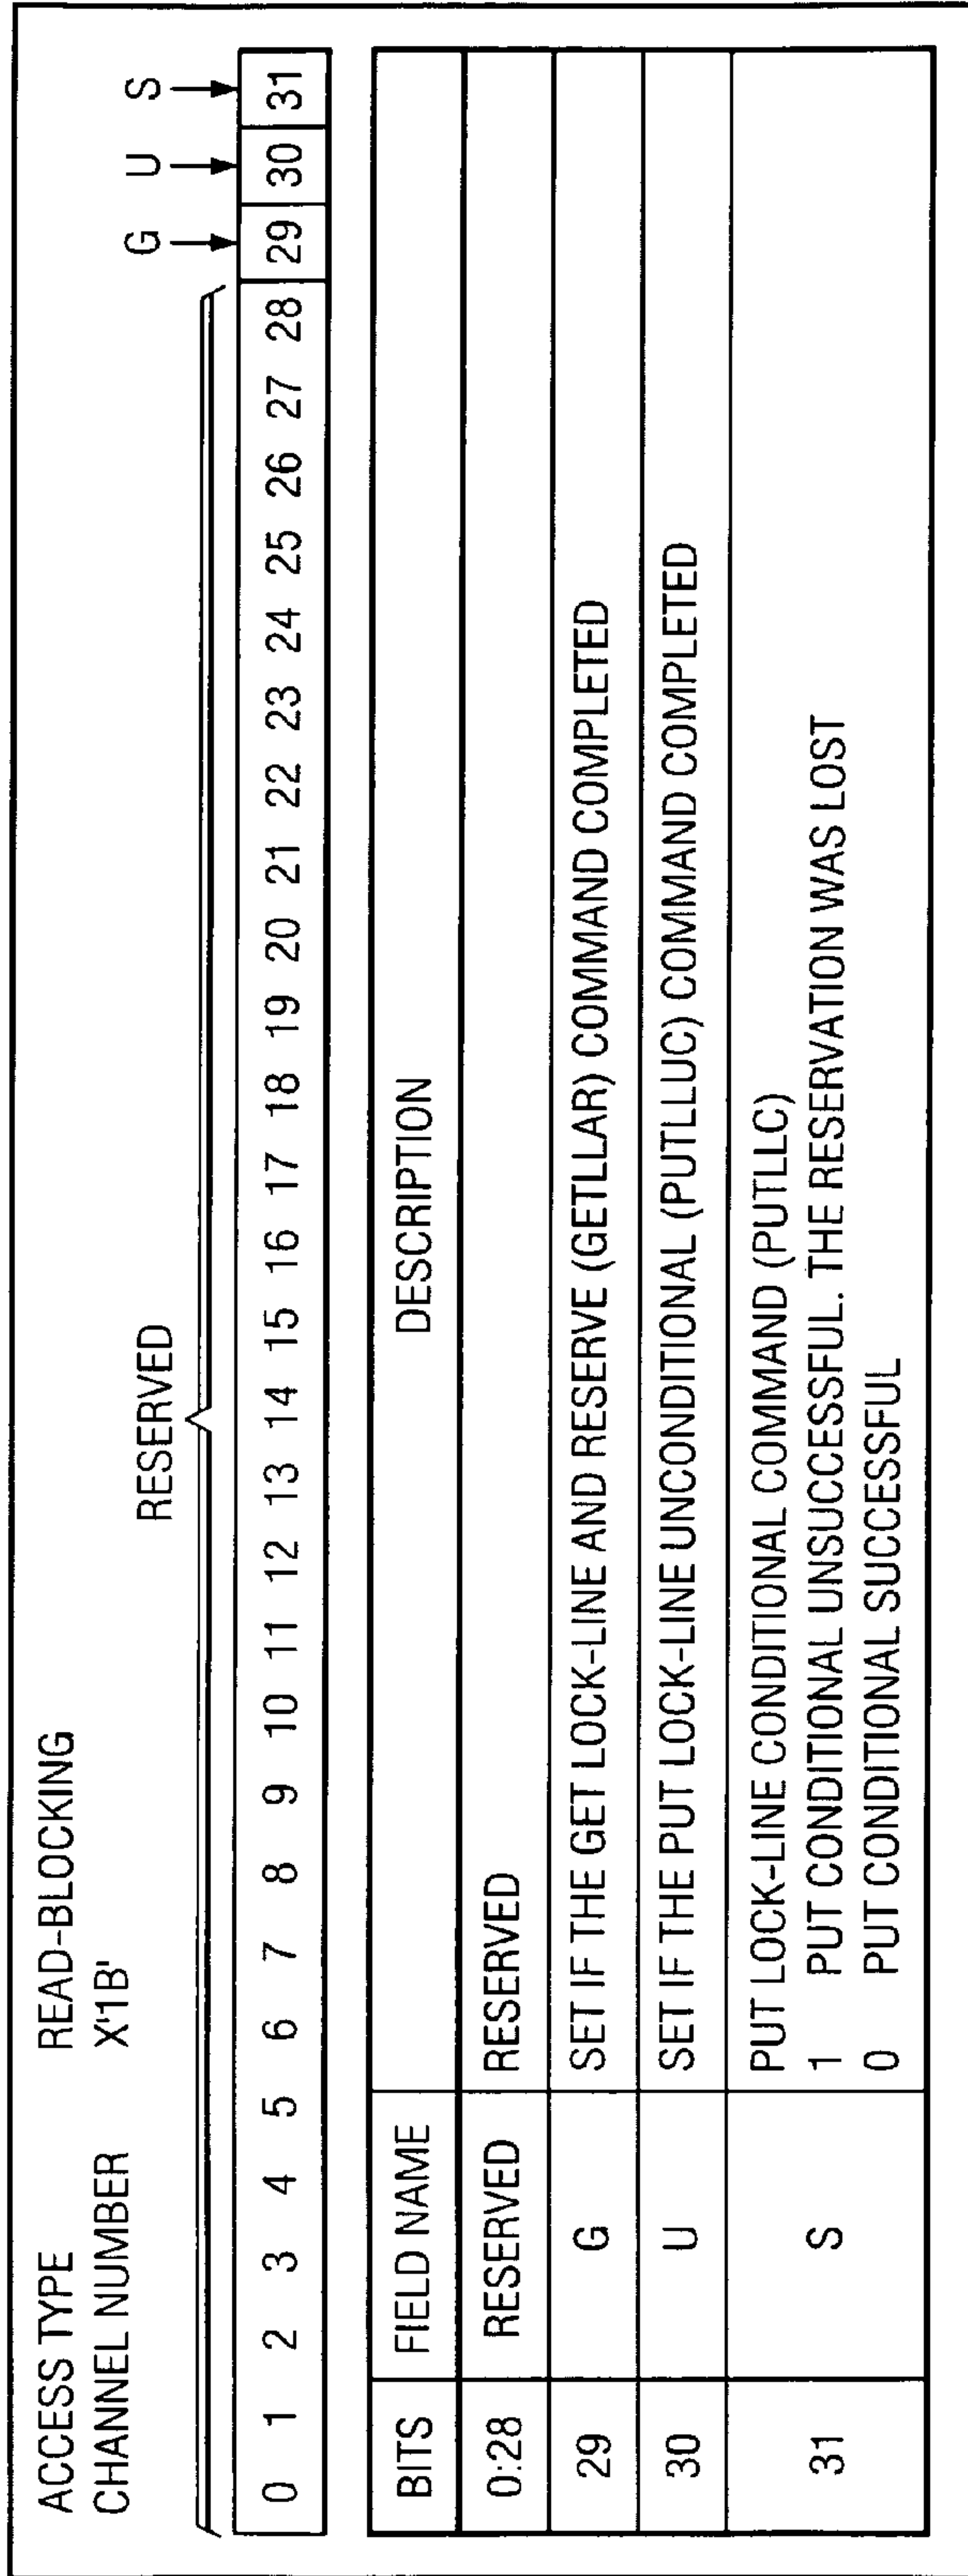 ACCESS TYPE READ-BLOCKING
CHANNEL NUMBER X'1B'
RESERVED G U S
0 1 2 3 4 5 6 7 8 9 10 11 12 13 14 15 16 17 18 19 20 21 22 23 24 25 26 27 28 29 30 31
BITS FIELD NAME DESCRIPTION
0:28 RESERVED RESERVED
29 G SET IF THE GET LOCK-LINE AND RESERVE (GETLLAR) COMMAND COMPLETED
30 U SET IF THE PUT LOCK-LINE UNCONDITIONAL (PUTLLUC) COMMAND COMPLETED
31 S PUT LOCK-LINE CONDITIONAL COMMAND (PUTLLC)
1 PUT CONDITIONAL UNSUCCESSFUL. THE RESERVATION WAS LOST
0 PUT CONDITIONAL SUCCESSFUL